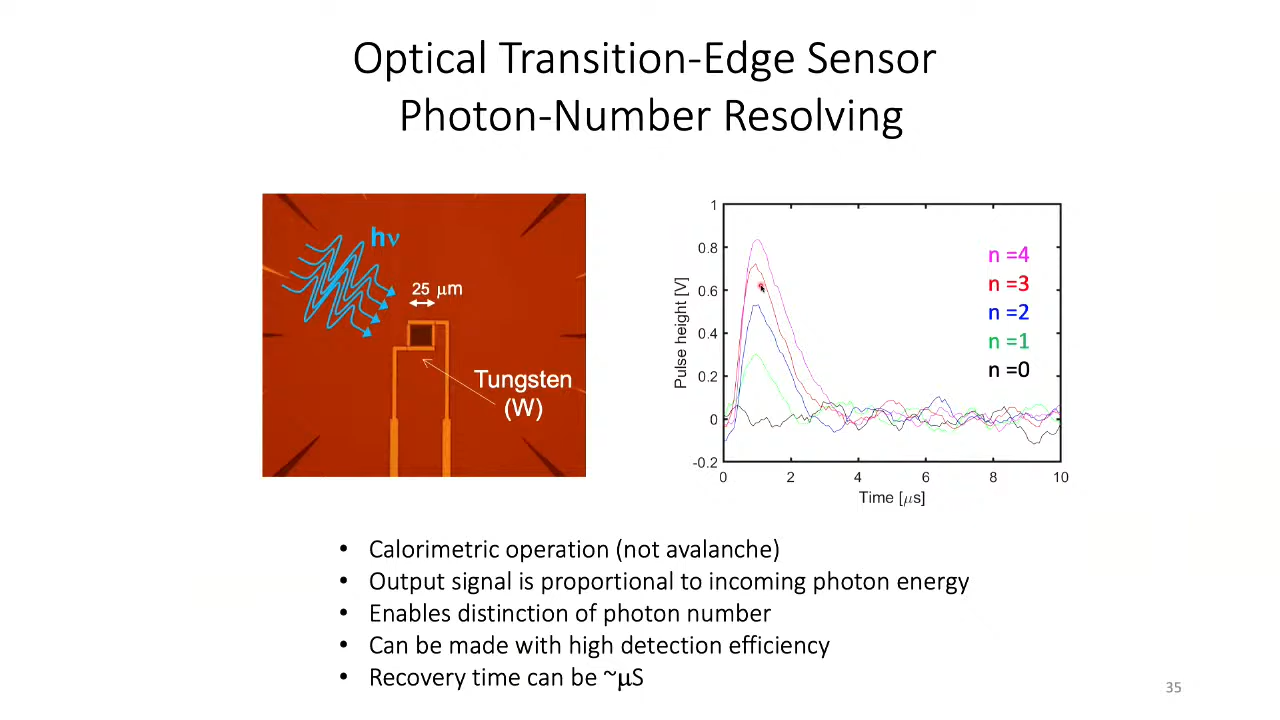 Optical Transition-Edge Sensor
Photon-Number Resolving
hν
25 μm
Tungsten
(W)
Pulse height [V]
1
0.8
0.6
0.4
0.2
0
-0.2
n =4
n =3
n =2
n =1
n =0
0 2 4 6 8 10
Time [μs]
• Calorimetric operation (not avalanche)
• Output signal is proportional to incoming photon energy
• Enables distinction of photon number
• Can be made with high detection efficiency
• Recovery time can be ~μS
35